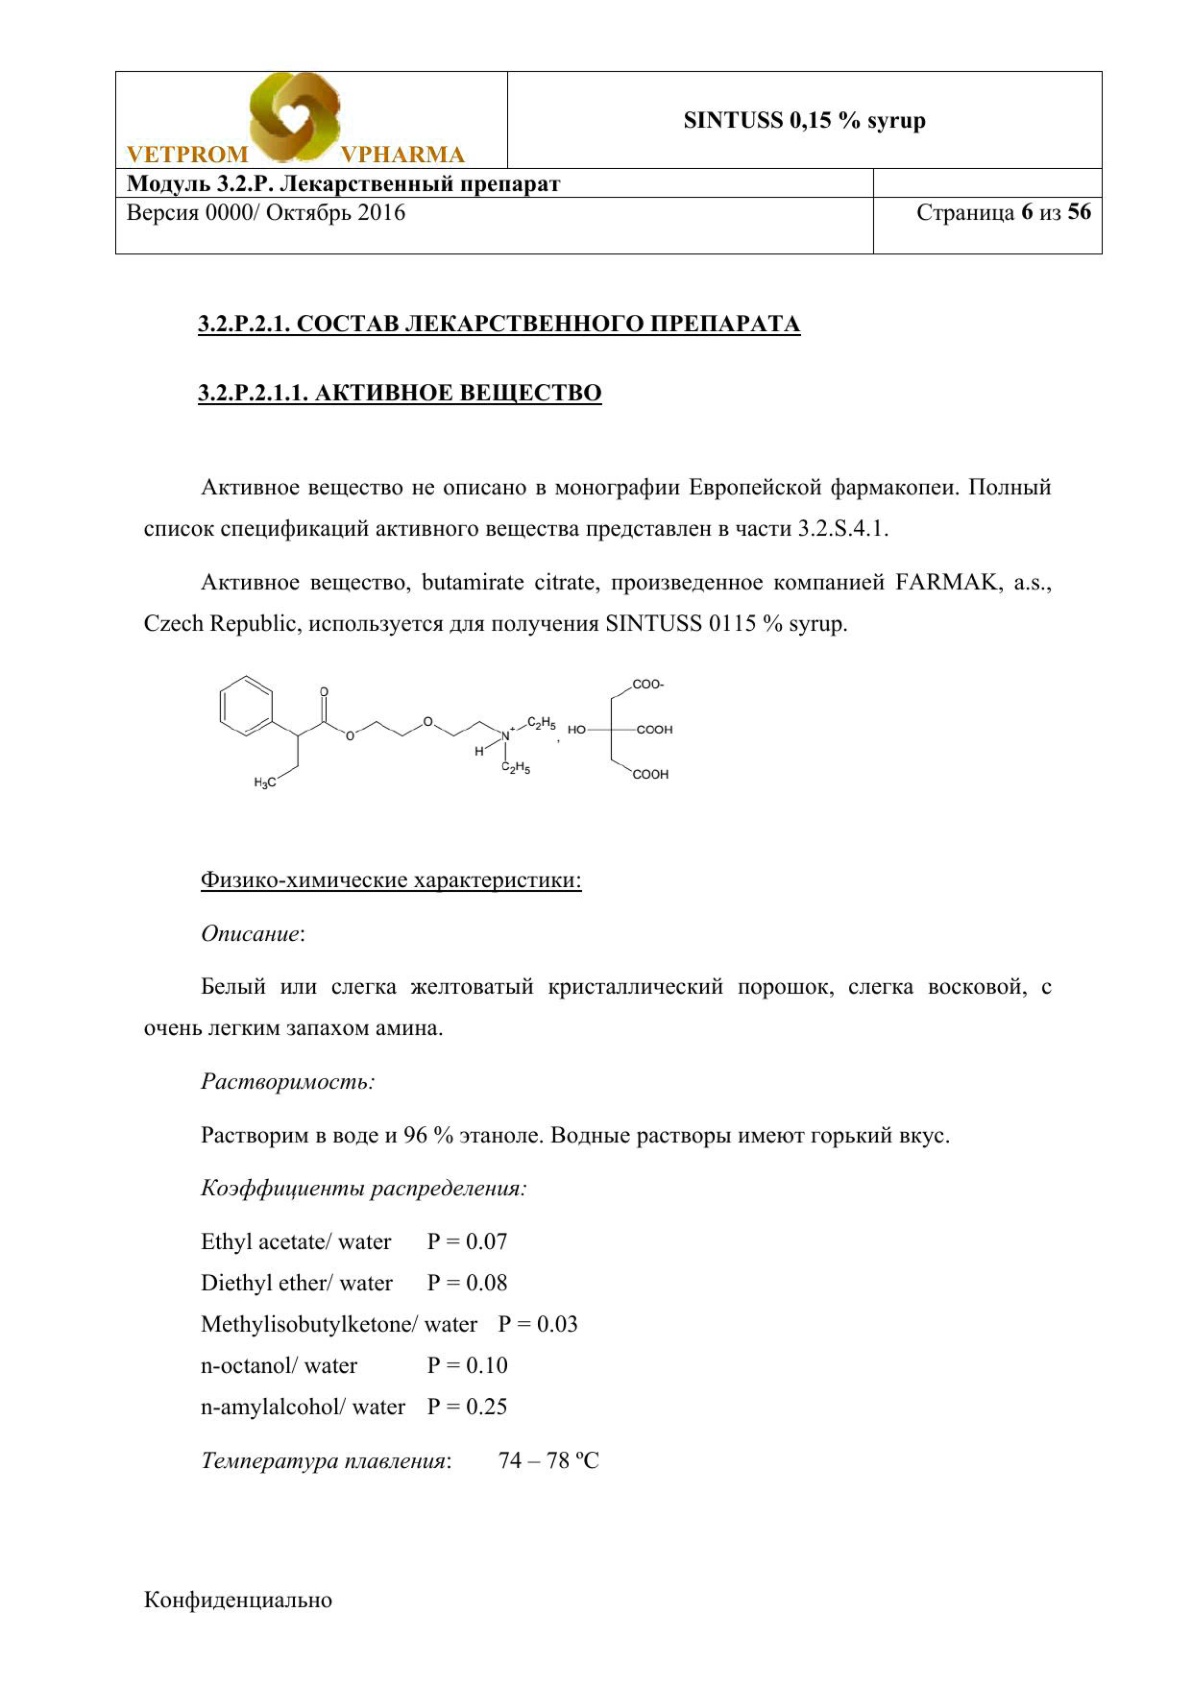 VETPROM VPHARMA
SINTUSS 0,15 % syrup
Модуль 3.2.P. Лекарственный препарат
Версия 0000/ Октябрь 2016
Страница 6 из 56
3.2.P.2.1. СОСТАВ ЛЕКАРСТВЕННОГО ПРЕПАРАТА
3.2.P.2.1.1. АКТИВНОЕ ВЕЩЕСТВО
Активное вещество не описано в монографии Европейской фармакопеи. Полный
список спецификаций активного вещества представлен в части 3.2.S.4.1.
Активное вещество, butamirate citrate, произведенное компанией FARMAK, a.s.,
Czech Republic, используется для получения SINTUSS 0115 % syrup.
COO-
O
O
C₂H₅
HO
COOH
O
N⁺
,
H
C₂H₅
COOH
H₃C
Физико-химические характеристики:
Описание:
Белый или слегка желтоватый кристаллический порошок, слегка восковой, с
очень легким запахом амина.
Растворимость:
Растворим в воде и 96 % этаноле. Водные растворы имеют горький вкус.
Коэффициенты распределения:
Ethyl acetate/ water P = 0.07
Diethyl ether/ water P = 0.08
Methylisobutylketone/ water P = 0.03
n-octanol/ water P = 0.10
n-amylalcohol/ water P = 0.25
Температура плавления: 74 – 78 ºC
Конфиденциально